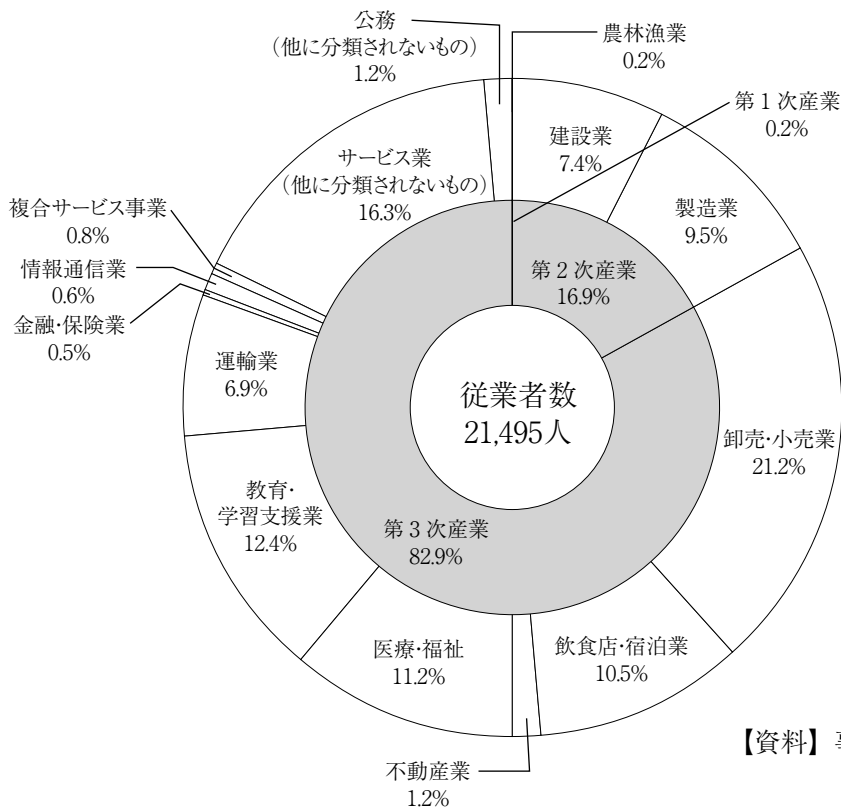 公務
（他に分類されないもの）
1.2%
農林漁業
0.2%
第1次産業
0.2%
建設業
7.4%
製造業
9.5%
サービス業
（他に分類されないもの）
16.3%
複合サービス事業
0.8%
情報通信業
0.6%
金融・保険業
0.5%
第2次産業
16.9%
運輸業
6.9%
従業者数
21,495人
卸売・小売業
21.2%
教育・
学習支援業
12.4%
第3次産業
82.9%
医療・福祉
11.2%
飲食店・宿泊業
10.5%
不動産業
1.2%
【資料】